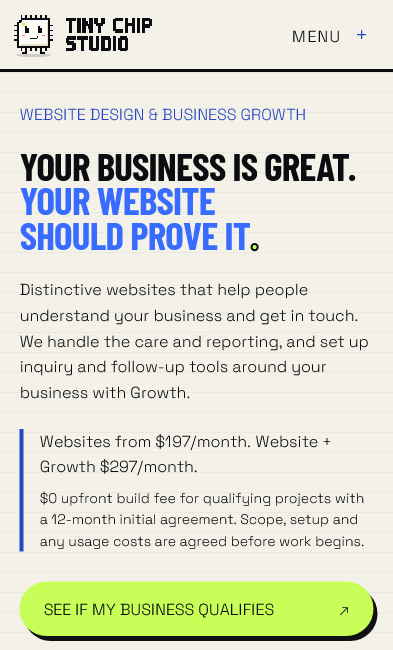 TINY CHIP
STUDIO
MENU +
WEBSITE DESIGN & BUSINESS GROWTH
YOUR BUSINESS IS GREAT.
YOUR WEBSITE
SHOULD PROVE IT.
Distinctive websites that help people
understand your business and get in touch.
We handle the care and reporting, and set up
inquiry and follow-up tools around your
business with Growth.
Websites from $197/month. Website +
Growth $297/month.
$0 upfront build fee for qualifying projects with
a 12-month initial agreement. Scope, setup and
any usage costs are agreed before work begins.
SEE IF MY BUSINESS QUALIFIES ↗